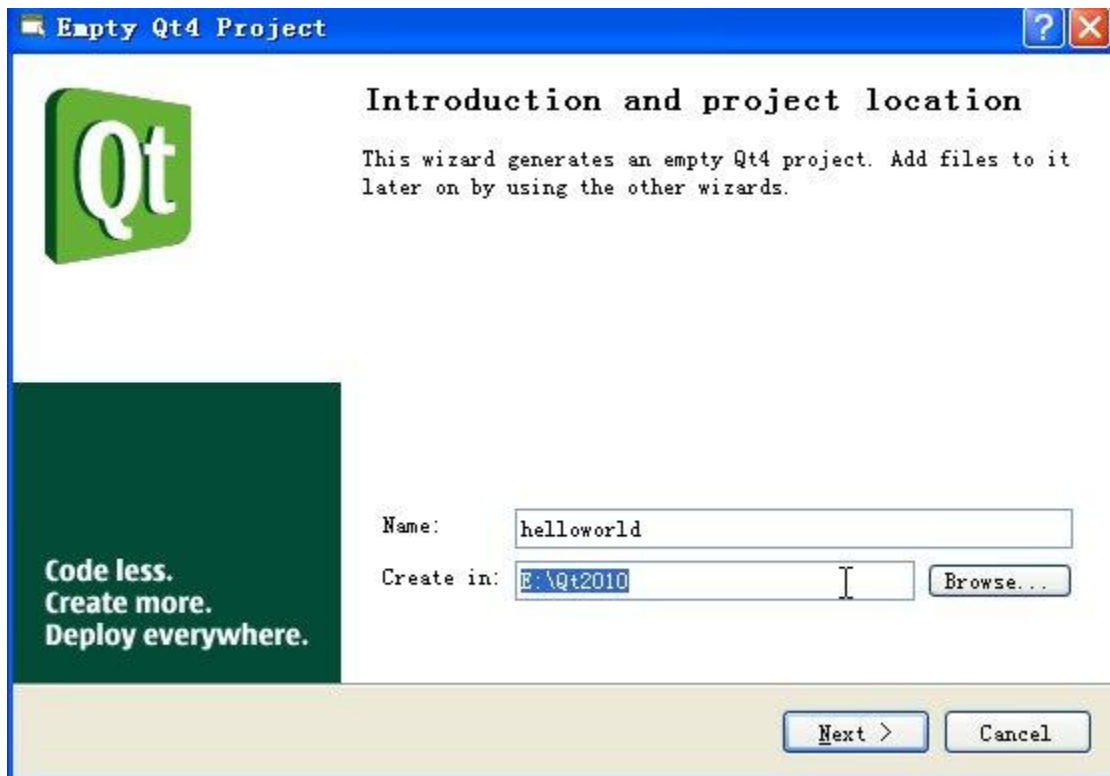 Empty Qt4 Project
Qt
Introduction and project location
This wizard generates an empty Qt4 project. Add files to it
later on by using the other wizards.
Name:
helloworld
Create in:
E:\Qt2010
Browse...
Code less.
Create more.
Deploy everywhere.
Next >
Cancel